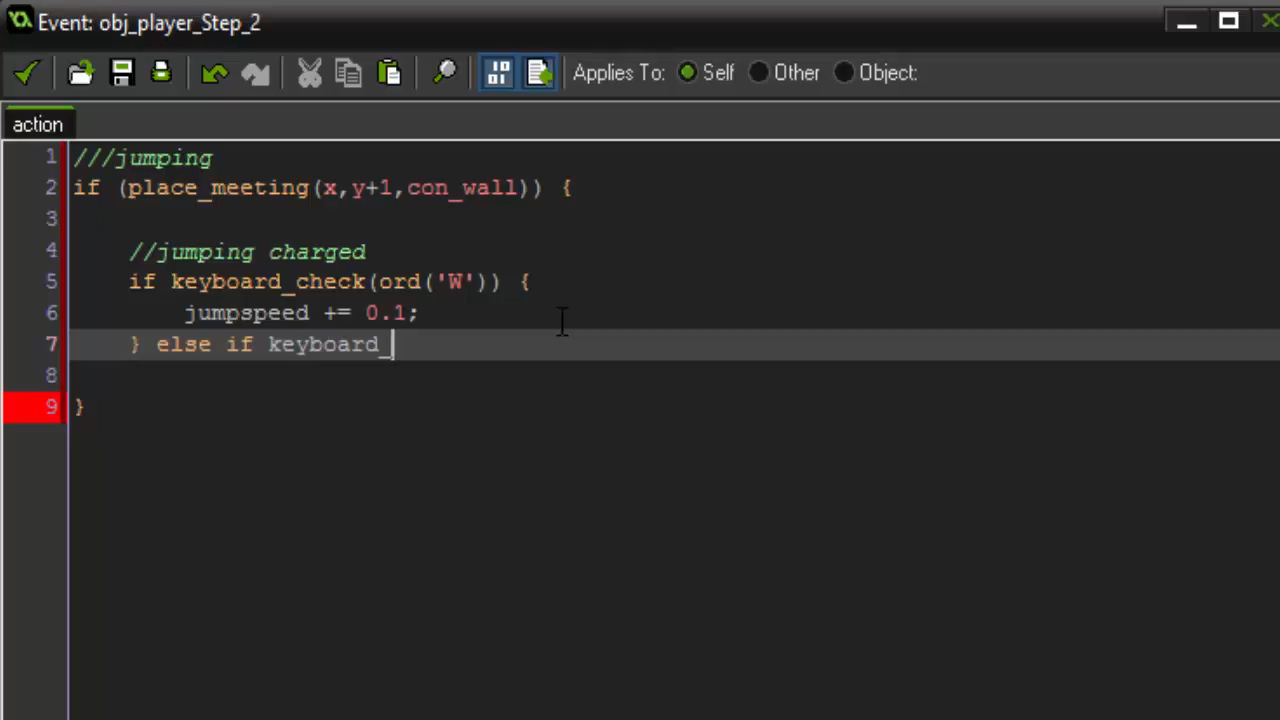 Event: obj_player_Step_2
Applies To: Self Other Object:
action
1 ///jumping
2 if (place_meeting(x,y+1,con_wall)) {
3
4 //jumping charged
5 if keyboard_check(ord('W')) {
6 jumpspeed += 0.1;
7 } else if keyboard_
8
9 }